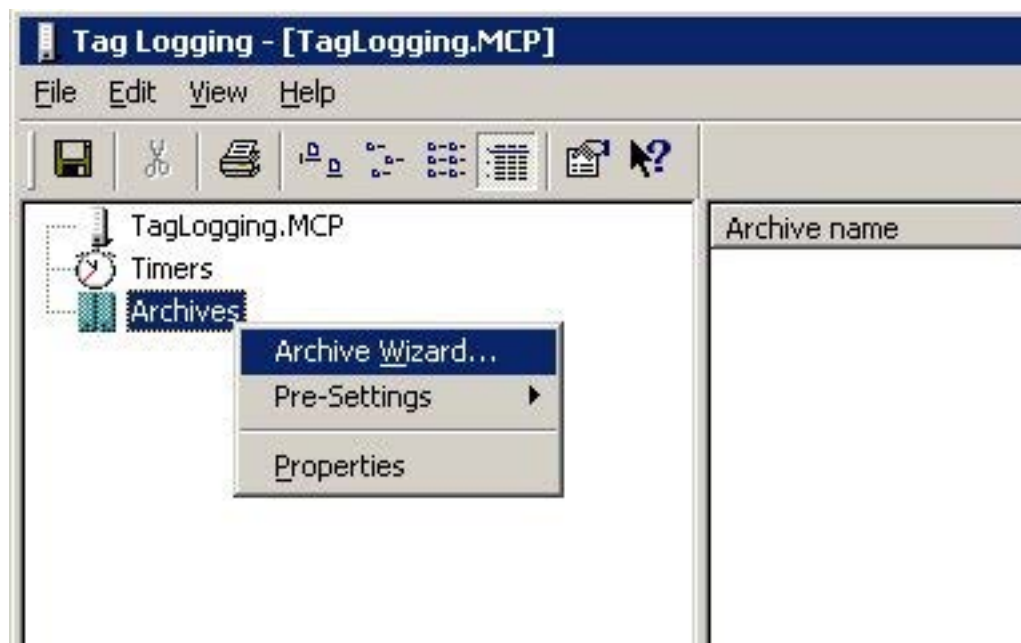 Tag Logging - [TagLogging.MCP]
File Edit View Help
TagLogging.MCP
Archive name
Timers
Archives
Archive Wizard...
Pre-Settings
Properties